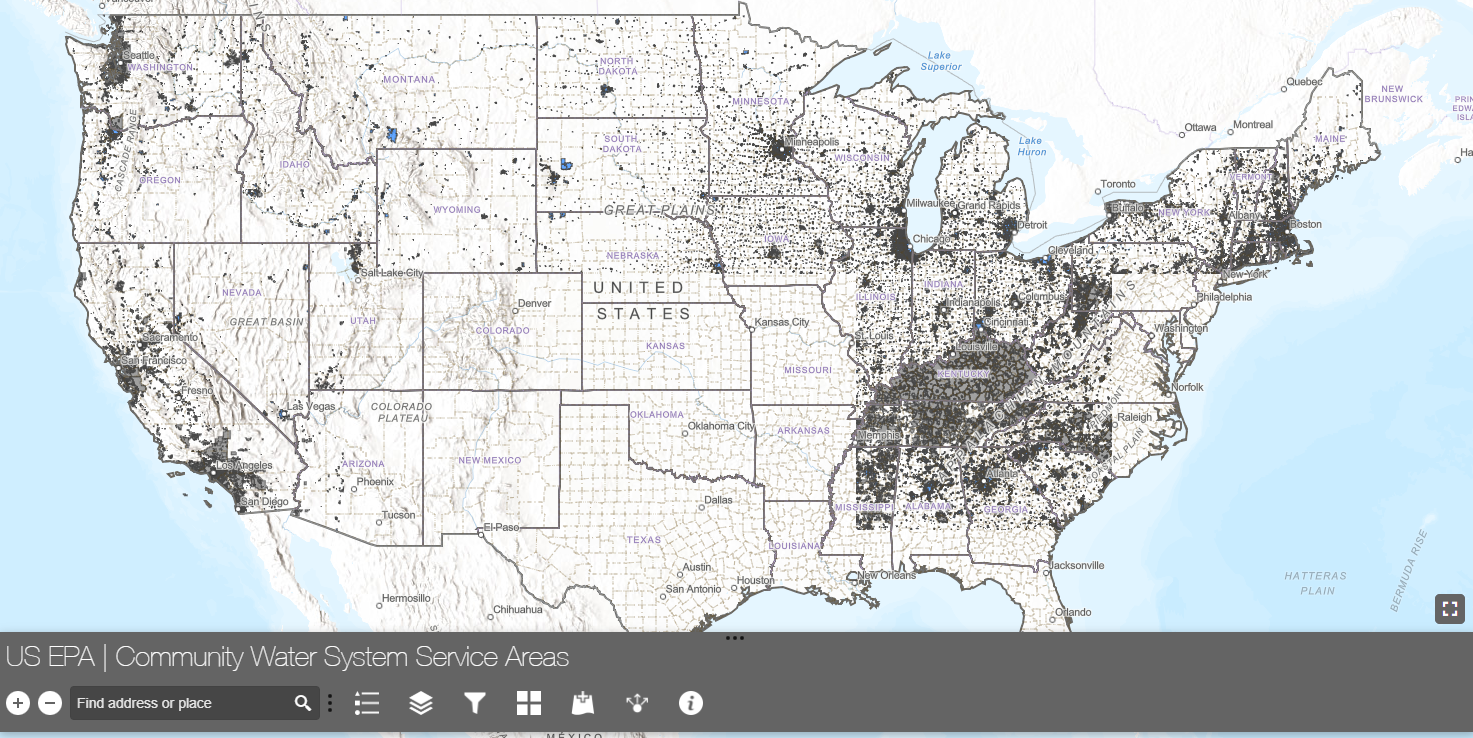 Vancouver
Seattle
WASHINGTON
MONTANA
NORTH
DAKOTA
Lake
Superior
MINNESOTA
Minneapolis
Quebec
NEW
BRUNSWICK
Ottawa
Montreal
MAINE
CASCADE RANGE
OREGON
IDAHO
SOUTH
DAKOTA
WISCONSIN
Lake
Huron
Toronto
VERMONT
WYOMING
GREAT PLAINS
Milwaukee
Grand Rapids
Buffalo
NEW YORK
Albany
Boston
Detroit
IOWA
Chicago
Cleveland
NEBRASKA
Salt Lake City
New York
NEVADA
UNITED
STATES
ILLINOIS
INDIANA
Indianapolis
Columbus
Philadelphia
Denver
GREAT BASIN
UTAH
COLORADO
Kansas City
Cincinnati
Washington
Sacramento
St. Louis
Louisville
San Francisco
KANSAS
MISSOURI
KENTUCKY
Fresno
Norfolk
Las Vegas
COLORADO
PLATEAU
OKLAHOMA
Oklahoma City
ARKANSAS
Memphis
Raleigh
Los Angeles
ARIZONA
NEW MEXICO
Atlanta
Phoenix
San Diego
Dallas
MISSISSIPPI
ALABAMA
GEORGIA
Tucson
El Paso
TEXAS
LOUISIANA
Austin
Houston
New Orleans
Jacksonville
San Antonio
HATTERAS
PLAIN
BERMUDA RISE
Hermosillo
Chihuahua
Orlando
US EPA | Community Water System Service Areas
Find address or place
MÉXICO